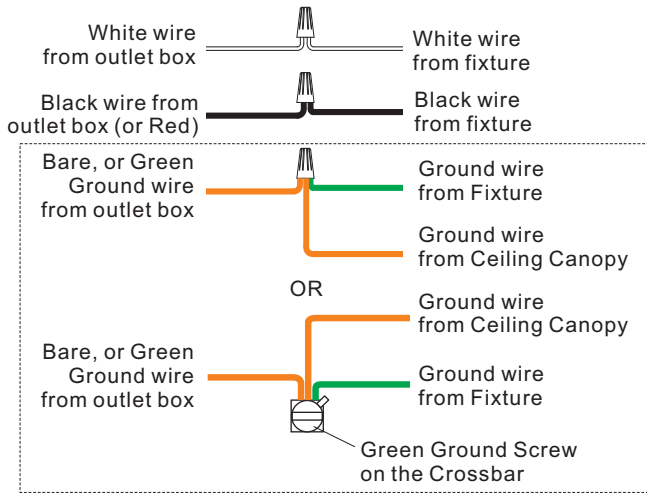 White wire
from outlet box
White wire
from fixture
Black wire from
outlet box (or Red)
Black wire
from fixture
Bare, or Green
Ground wire
from outlet box
Ground wire
from Fixture
Ground wire
from Ceiling Canopy
OR
Ground wire
from Ceiling Canopy
Bare, or Green
Ground wire
from outlet box
Ground wire
from Fixture
Green Ground Screw
on the Crossbar